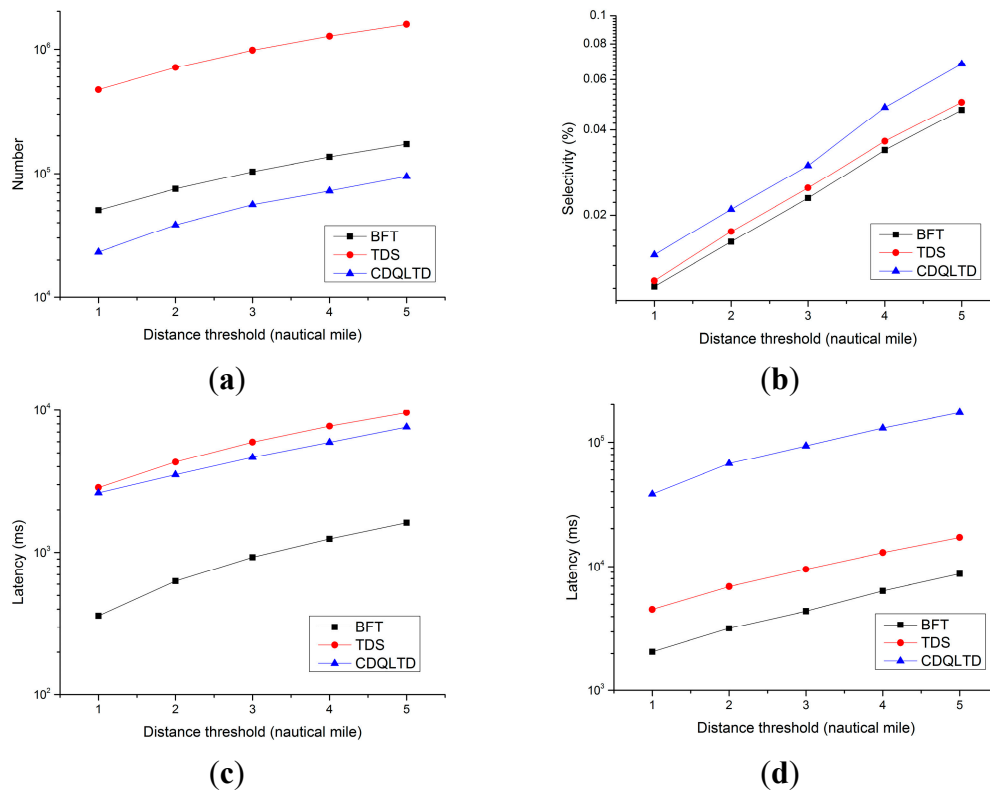 10^6
10^5
10^4
Number
1 2 3 4 5
Distance threshold (nautical mile)
BFT
TDS
CDQLTD
(a)
0.1
0.08
0.06
0.04
0.02
Selectivity (%)
1 2 3 4 5
Distance threshold (nautical mile)
BFT
TDS
CDQLTD
(b)
10^4
10^3
10^2
Latency (ms)
1 2 3 4 5
Distance threshold (nautical mile)
BFT
TDS
CDQLTD
(c)
10^5
10^4
10^3
Latency (ms)
1 2 3 4 5
Distance threshold (nautical mile)
BFT
TDS
CDQLTD
(d)